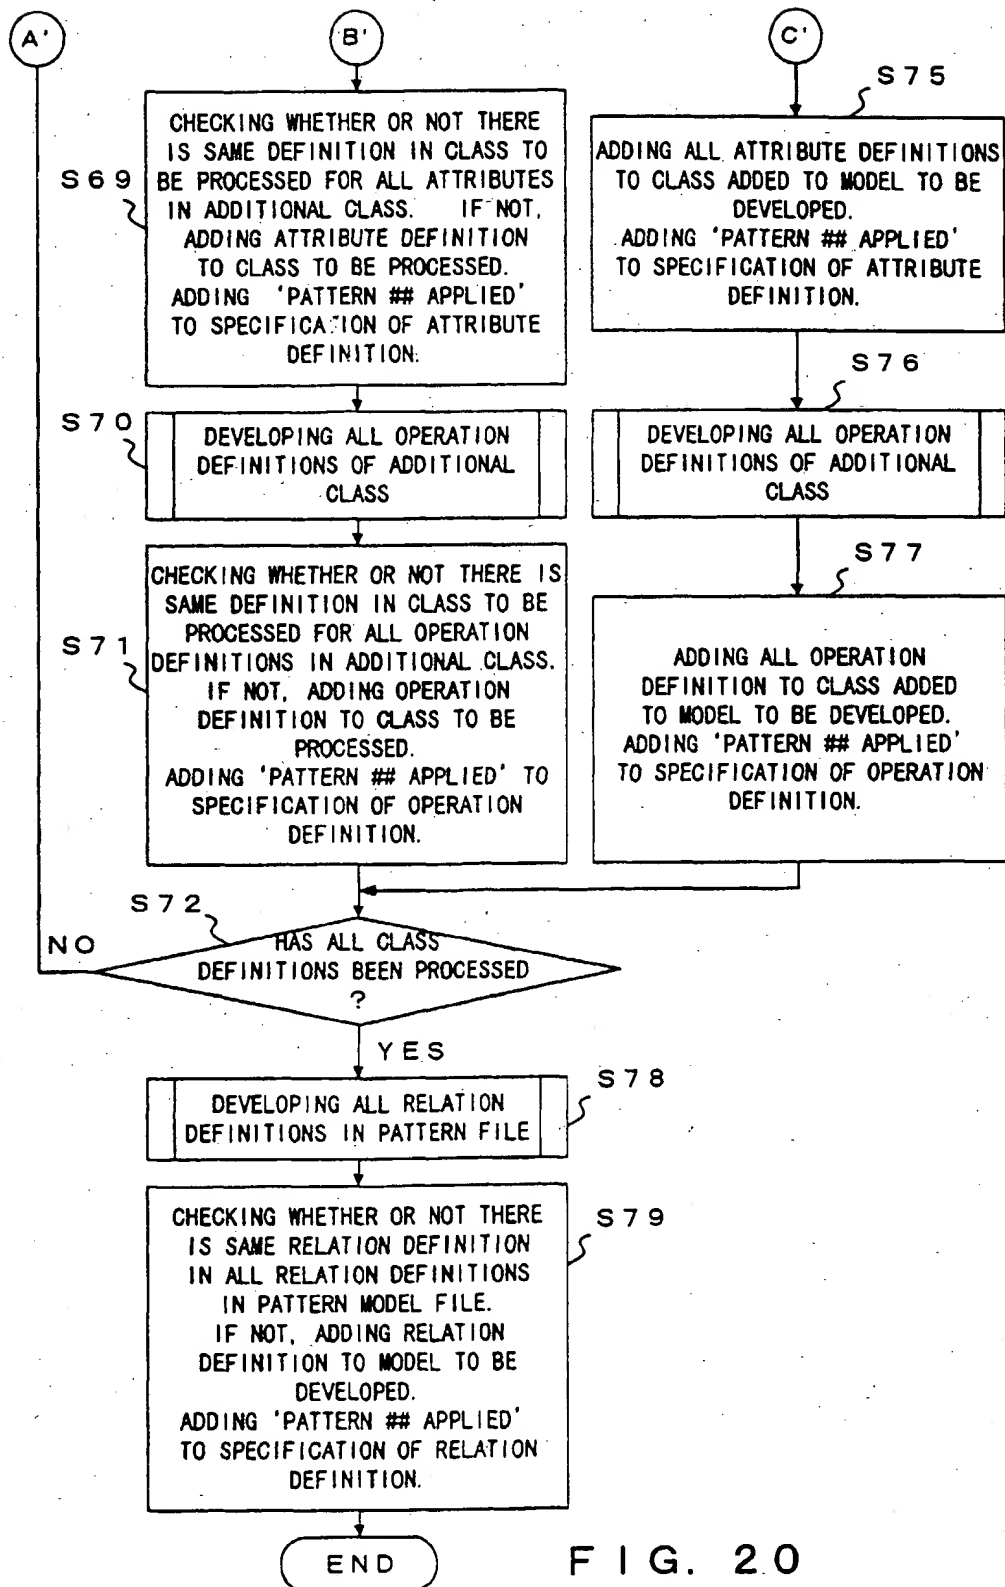 A'
B'
C'
S75
CHECKING WHETHER OR NOT THERE
IS SAME DEFINITION IN CLASS TO
BE PROCESSED FOR ALL ATTRIBUTES
IN ADDITIONAL CLASS. IF NOT,
ADDING ATTRIBUTE DEFINITION
TO CLASS TO BE PROCESSED.
ADDING 'PATTERN ## APPLIED'
TO SPECIFICATION OF ATTRIBUTE
DEFINITION.
S69
ADDING ALL ATTRIBUTE DEFINITIONS
TO CLASS ADDED TO MODEL TO BE
DEVELOPED.
ADDING 'PATTERN ## APPLIED'
TO SPECIFICATION OF ATTRIBUTE
DEFINITION.
S76
S70
DEVELOPING ALL OPERATION
DEFINITIONS OF ADDITIONAL
CLASS
DEVELOPING ALL OPERATION
DEFINITIONS OF ADDITIONAL
CLASS
S77
CHECKING WHETHER OR NOT THERE IS
SAME DEFINITION IN CLASS TO BE
PROCESSED FOR ALL OPERATION
DEFINITIONS IN ADDITIONAL CLASS.
IF NOT, ADDING OPERATION
DEFINITION TO CLASS TO BE
PROCESSED.
ADDING 'PATTERN ## APPLIED' TO
SPECIFICATION OF OPERATION
DEFINITION.
S71
ADDING ALL OPERATION
DEFINITION TO CLASS ADDED
TO MODEL TO BE DEVELOPED.
ADDING 'PATTERN ## APPLIED'
TO SPECIFICATION OF OPERATION
DEFINITION.
S72
NO
HAS ALL CLASS
DEFINITIONS BEEN PROCESSED
?
YES
S78
DEVELOPING ALL RELATION
DEFINITIONS IN PATTERN FILE
S79
CHECKING WHETHER OR NOT THERE
IS SAME RELATION DEFINITION
IN ALL RELATION DEFINITIONS
IN PATTERN MODEL FILE.
IF NOT, ADDING RELATION
DEFINITION TO MODEL TO BE
DEVELOPED.
ADDING 'PATTERN ## APPLIED'
TO SPECIFICATION OF RELATION
DEFINITION.
END
FIG. 20